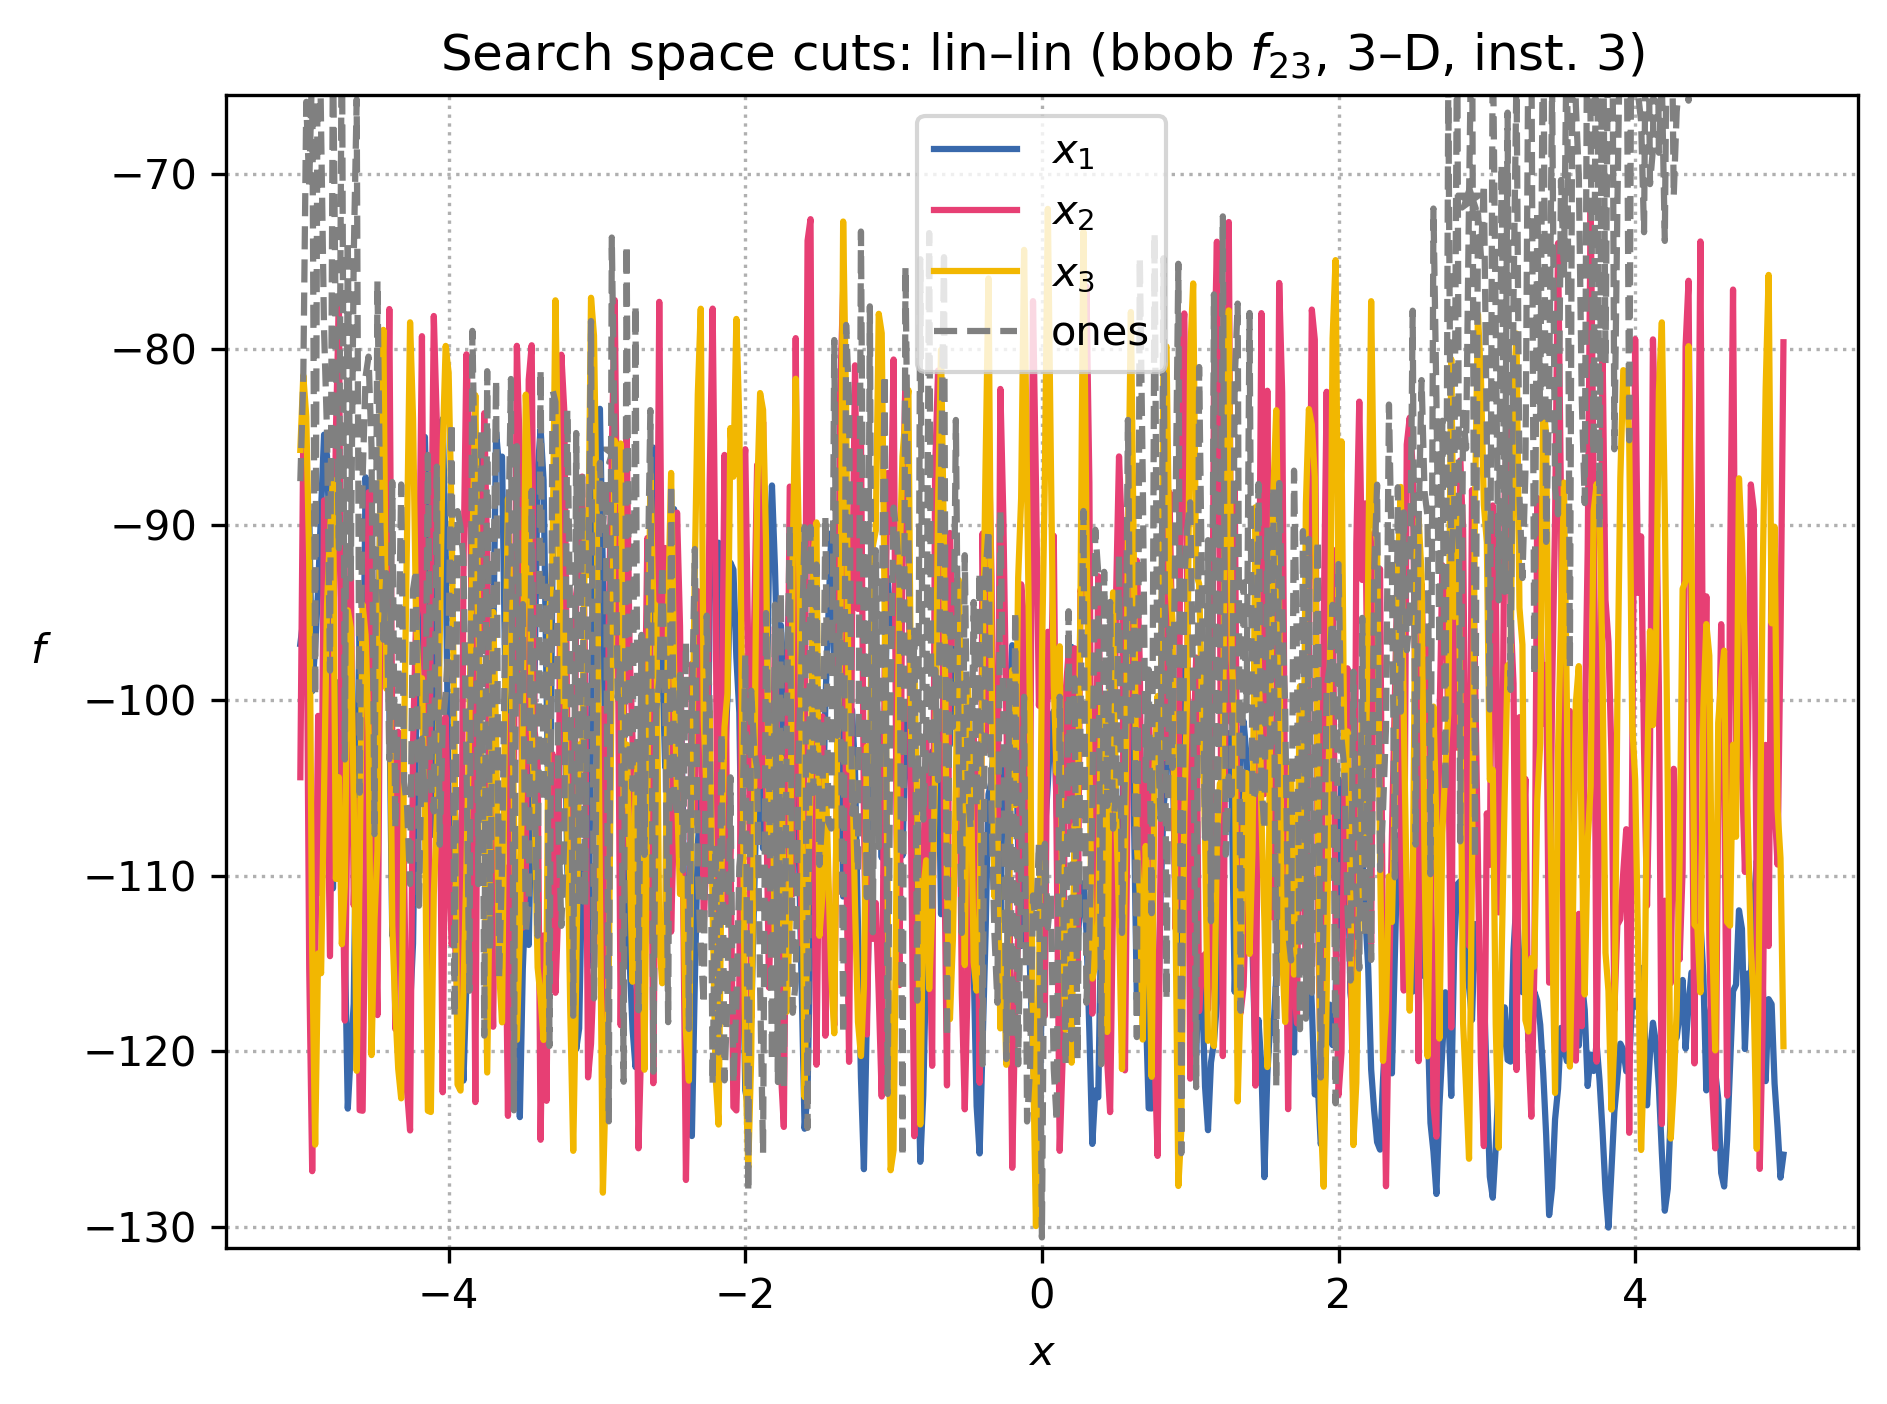 Search space cuts: lin–lin (bbob f₂₃, 3–D, inst. 3)
x₁
x₂
x₃
ones
f
−70
−80
−90
−100
−110
−120
−130
−4
−2
0
2
4
x